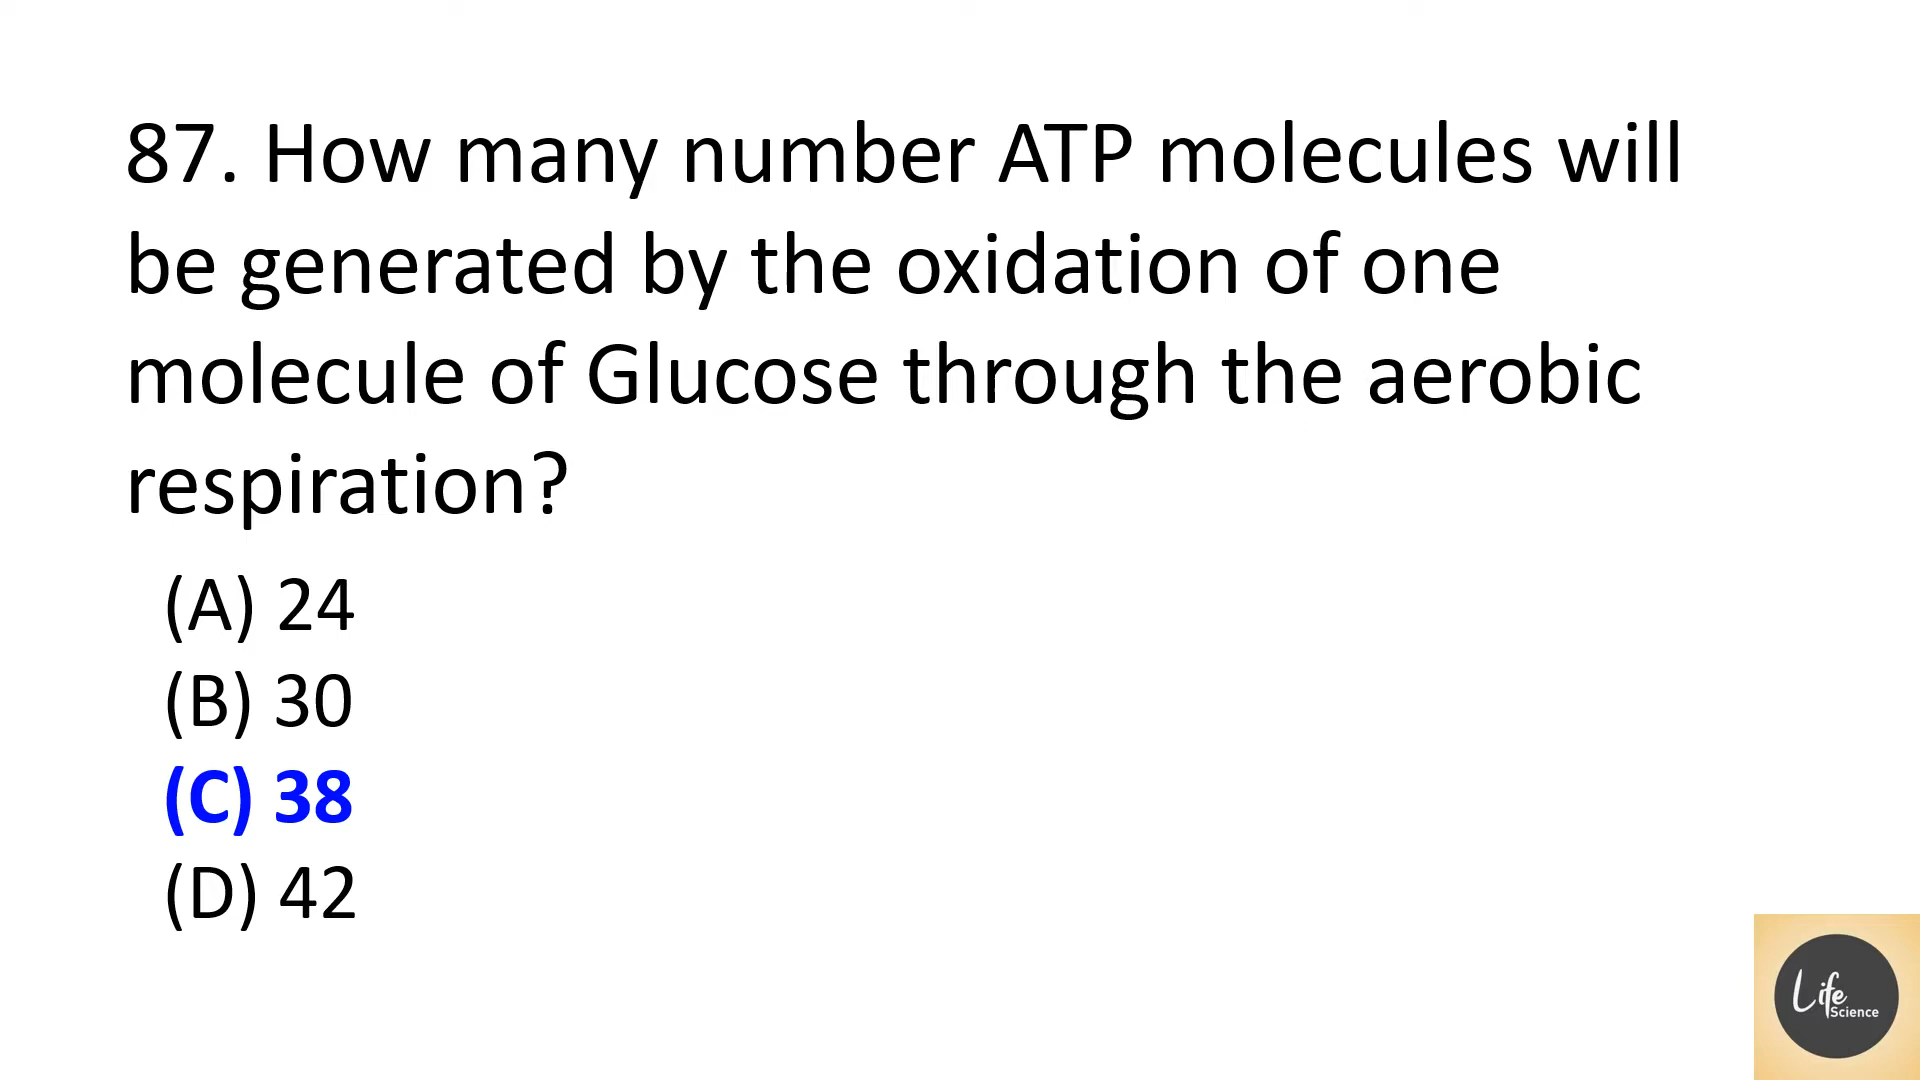 87. How many number ATP molecules will
be generated by the oxidation of one
molecule of Glucose through the aerobic
respiration?
(A) 24
(B) 30
(C) 38
(D) 42
Life
Science